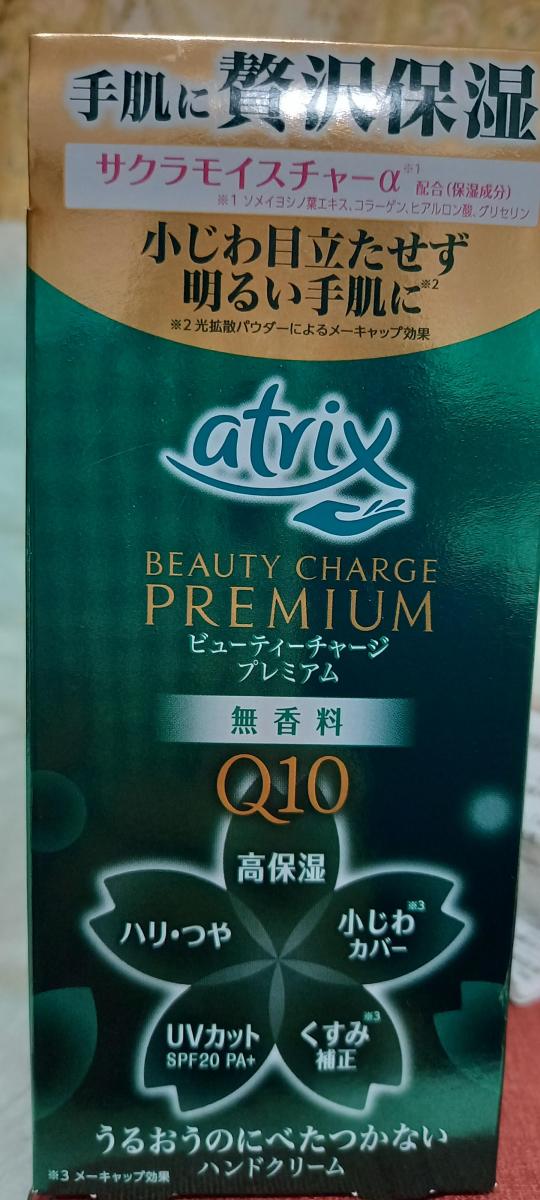 手肌に贅沢保湿
サクラモイスチャーα※1 配合(保湿成分)
※1 ソメイヨシノ葉エキス、コラーゲン、ヒアルロン酸、グリセリン
小じわ目立たせず
明るい手肌に※2
※2 光拡散パウダーによるメーキャップ効果
atrix
BEAUTY CHARGE
PREMIUM
ビューティーチャージ
プレミアム
無香料
Q10
高保湿
ハリ・つや
小じわ※3
カバー
UVカット
SPF20 PA+
くすみ※3
補正
うるおうのにべたつかない
ハンドクリーム
※3 メーキャップ効果